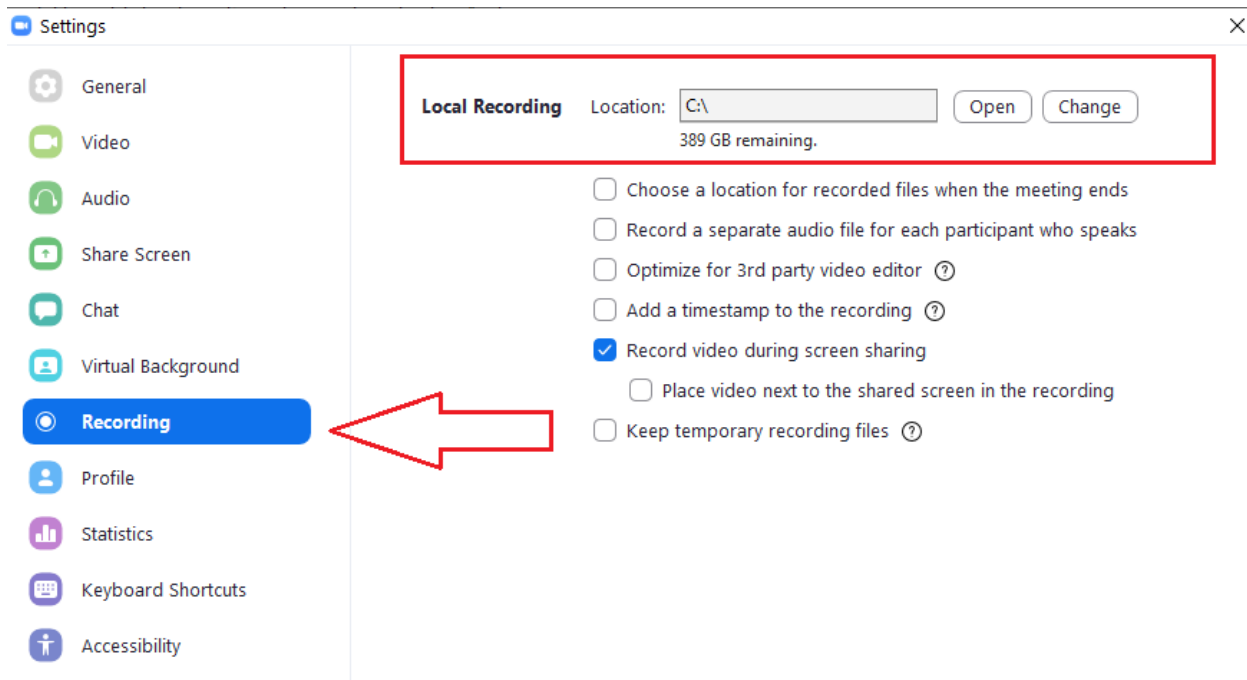 Settings
General
Video
Audio
Share Screen
Chat
Virtual Background
Recording
Profile
Statistics
Keyboard Shortcuts
Accessibility
Local Recording Location: C:\ Open Change
389 GB remaining.
Choose a location for recorded files when the meeting ends
Record a separate audio file for each participant who speaks
Optimize for 3rd party video editor ?
Add a timestamp to the recording ?
Record video during screen sharing
Place video next to the shared screen in the recording
Keep temporary recording files ?